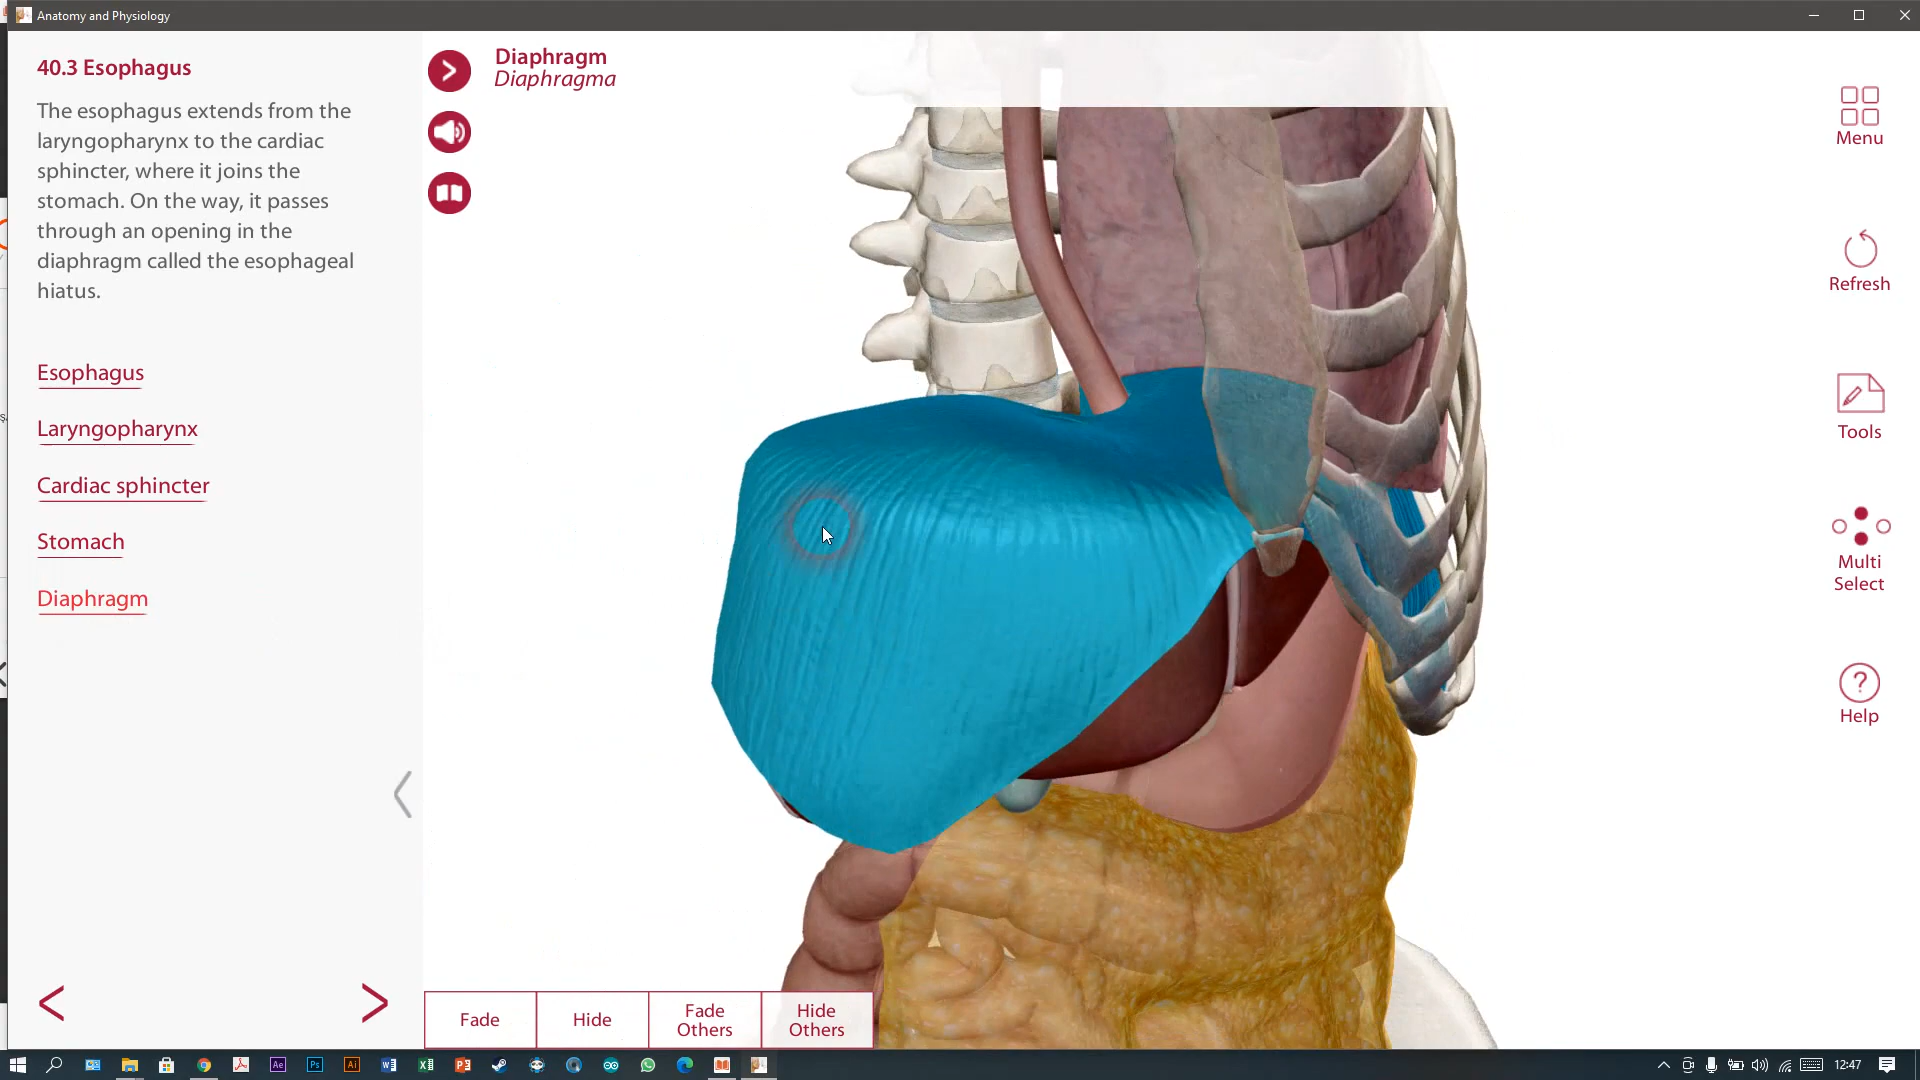 Anatomy and Physiology
40.3 Esophagus
The esophagus extends from the
laryngopharynx to the cardiac
sphincter, where it joins the
stomach. On the way, it passes
through an opening in the
diaphragm called the esophageal
hiatus.
Esophagus
Laryngopharynx
Cardiac sphincter
Stomach
Diaphragm
Diaphragm
Diaphragma
Menu
Refresh
Tools
Multi
Select
?
Help
Fade
Hide
Fade
Others
Hide
Others
Ae
Ps
Ai
12:47